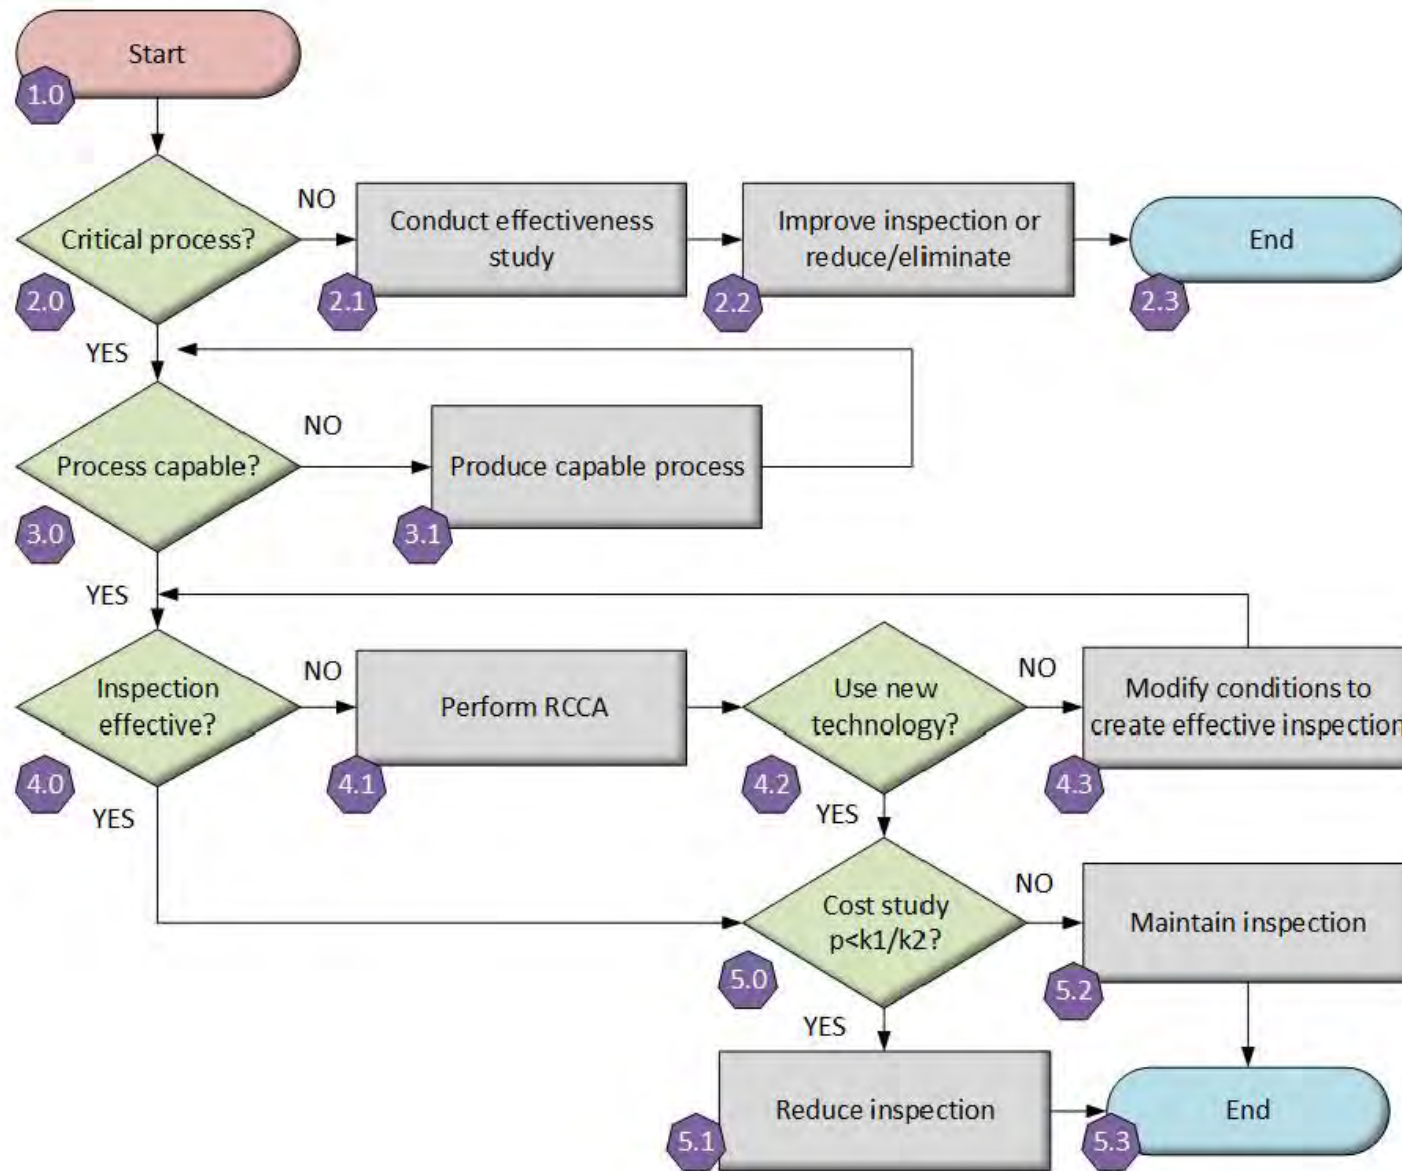 Start
1.0
Critical process?
2.0
NO
Conduct effectiveness
study
2.1
Improve inspection or
reduce/eliminate
2.2
End
2.3
YES
Process capable?
3.0
NO
Produce capable process
3.1
YES
Inspection
effective?
4.0
NO
Perform RCCA
4.1
Use new
technology?
4.2
NO
Modify conditions to
create effective inspection
4.3
YES
YES
Cost study
p<k1/k2?
5.0
NO
Maintain inspection
5.2
YES
Reduce inspection
5.1
End
5.3